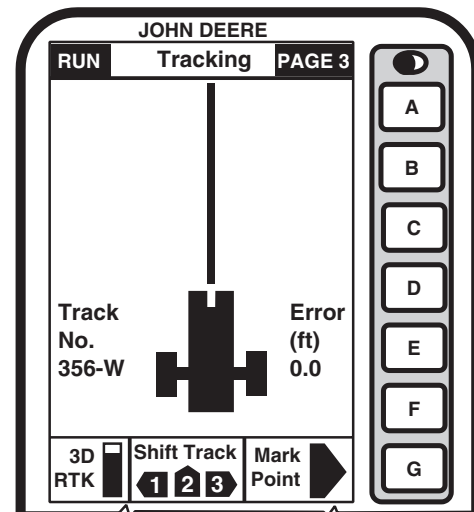 JOHN DEERE
RUN Tracking PAGE 3
A
B
C
D
E
F
G
Track
No.
356-W
Error
(ft)
0.0
3D
RTK
Shift Track
1 2 3
Mark
Point